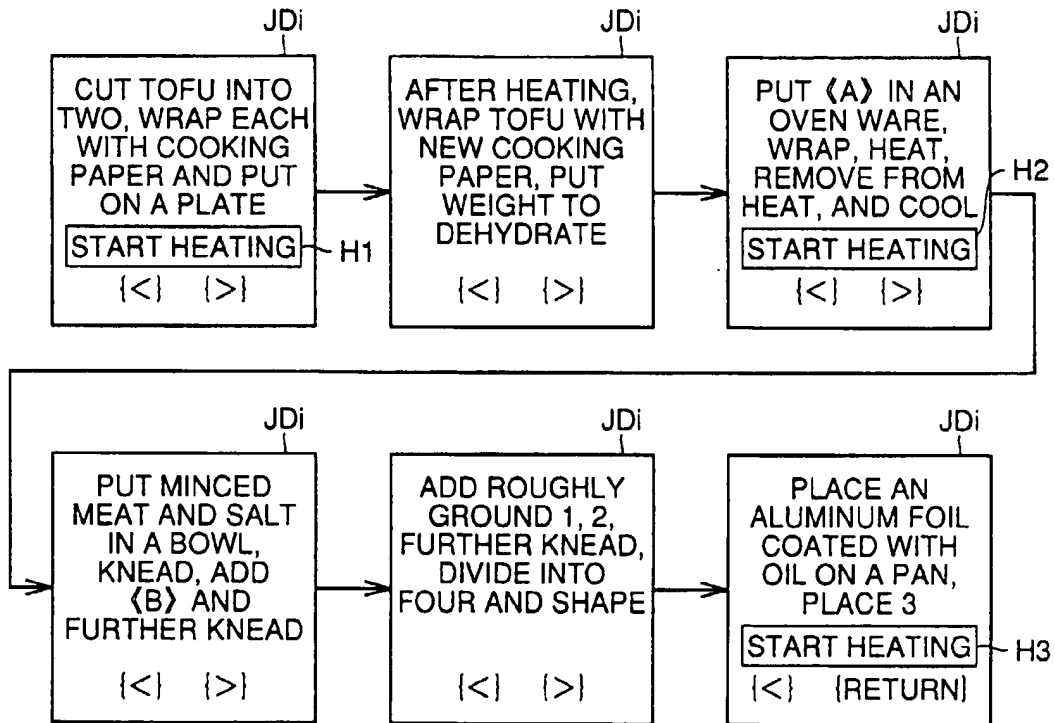 JDi
CUT TOFU INTO
TWO, WRAP EACH
WITH COOKING
PAPER AND PUT
ON A PLATE
START HEATING
H1
{<} {>}
JDi
AFTER HEATING,
WRAP TOFU WITH
NEW COOKING
PAPER, PUT
WEIGHT TO
DEHYDRATE
{<} {>}
JDi
PUT 《A》 IN AN
OVEN WARE,
WRAP, HEAT,
REMOVE FROM
HEAT, AND COOL
H2
START HEATING
{<} {>}
JDi
PUT MINCED
MEAT AND SALT
IN A BOWL,
KNEAD, ADD
《B》 AND
FURTHER KNEAD
{<} {>}
JDi
ADD ROUGHLY
GROUND 1, 2,
FURTHER KNEAD,
DIVIDE INTO
FOUR AND SHAPE
{<} {>}
JDi
PLACE AN
ALUMINUM FOIL
COATED WITH
OIL ON A PAN,
PLACE 3
START HEATING
H3
{<} {RETURN}